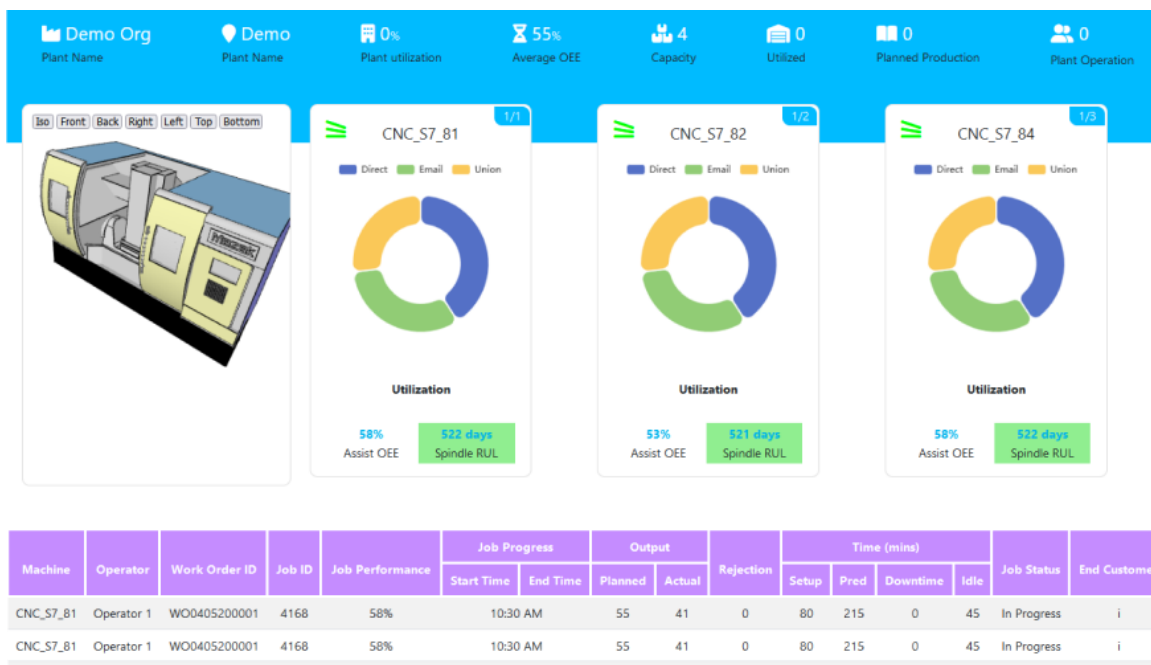 Demo Org
Plant Name
Demo
Plant Name
0%
Plant utilization
55%
Average OEE
4
Capacity
0
Utilized
0
Planned Production
0
Plant Operation
Iso Front Back Right Left Top Bottom
1/1
CNC_S7_81
Direct Email Union
Utilization
58%
Assist OEE
522 days
Spindle RUL
1/2
CNC_S7_82
Direct Email Union
Utilization
53%
Assist OEE
521 days
Spindle RUL
1/3
CNC_S7_84
Direct Email Union
Utilization
58%
Assist OEE
522 days
Spindle RUL
Job Progress Output Time (mins)
Machine Operator Work Order ID Job ID Job Performance Rejection Job Status End Custome
Start Time End Time Planned Actual Setup Pred Downtime Idle
CNC_S7_81 Operator 1 WO0405200001 4168 58% 10:30 AM 55 41 0 80 215 0 45 In Progress i
CNC_S7_81 Operator 1 WO0405200001 4168 58% 10:30 AM 55 41 0 80 215 0 45 In Progress i